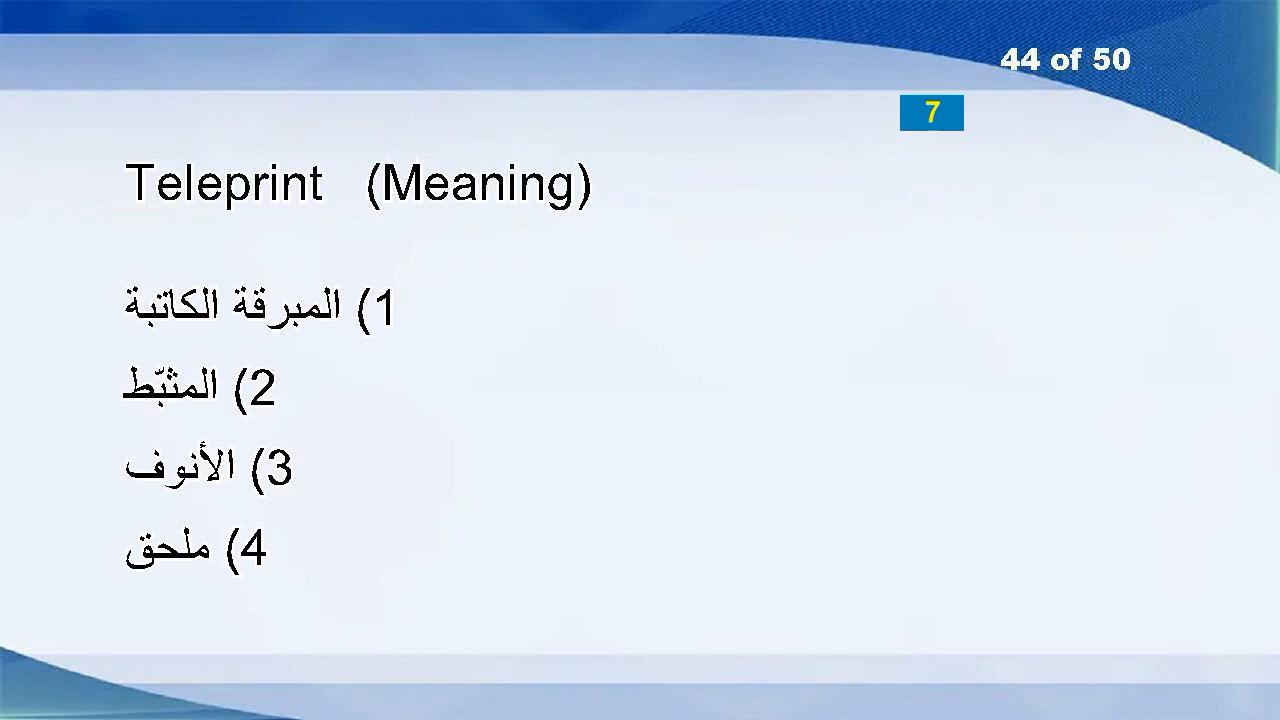 44 of 50
7
Teleprint (Meaning)
1) المبرقة الكاتبة
2) المثبّط
3) الأنوف
4) ملحق